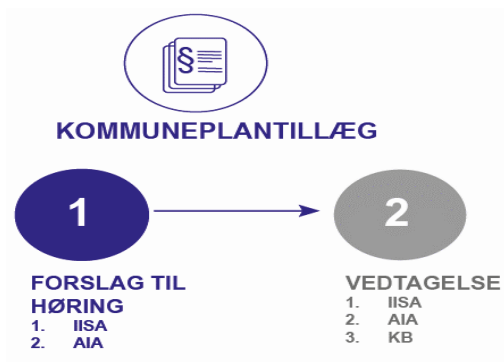 §
KOMMUNEPLANTILLÆG
1
2
FORSLAG TIL
HØRING
1. IISA
2. AIA
VEDTAGELSE
1. IISA
2. AIA
3. KB